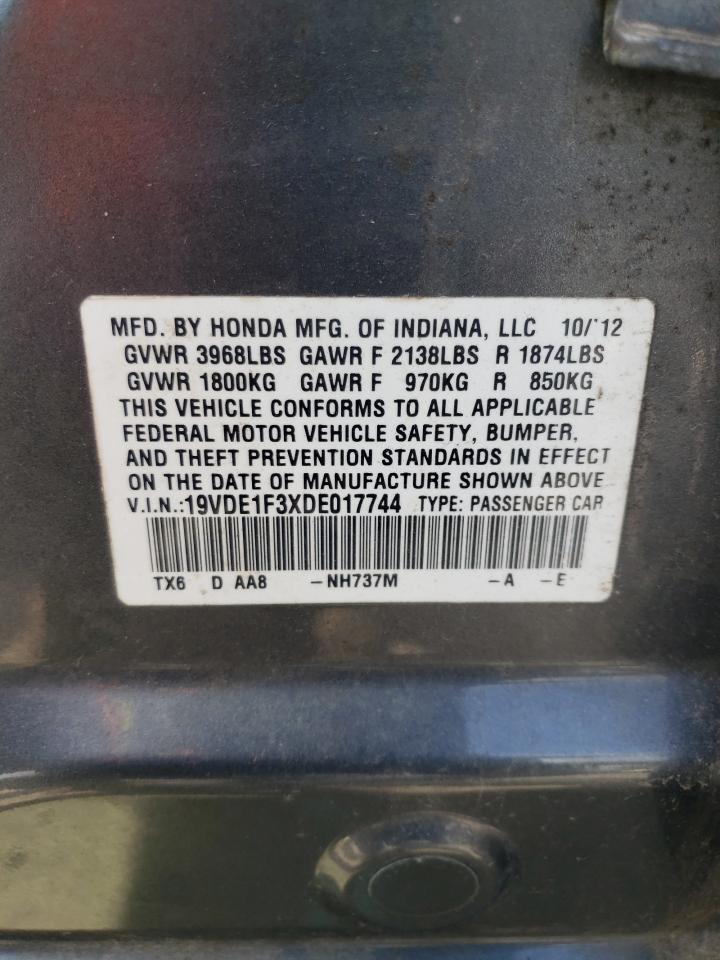 MFD. BY HONDA MFG. OF INDIANA, LLC 10/'12
GVWR 3968LBS GAWR F 2138LBS R 1874LBS
GVWR 1800KG GAWR F 970KG R 850KG
THIS VEHICLE CONFORMS TO ALL APPLICABLE
FEDERAL MOTOR VEHICLE SAFETY, BUMPER,
AND THEFT PREVENTION STANDARDS IN EFFECT
ON THE DATE OF MANUFACTURE SHOWN ABOVE
V.I.N.:19VDE1F3XDE017744 TYPE: PASSENGER CAR
TX6 D AA8 -NH737M -A -E